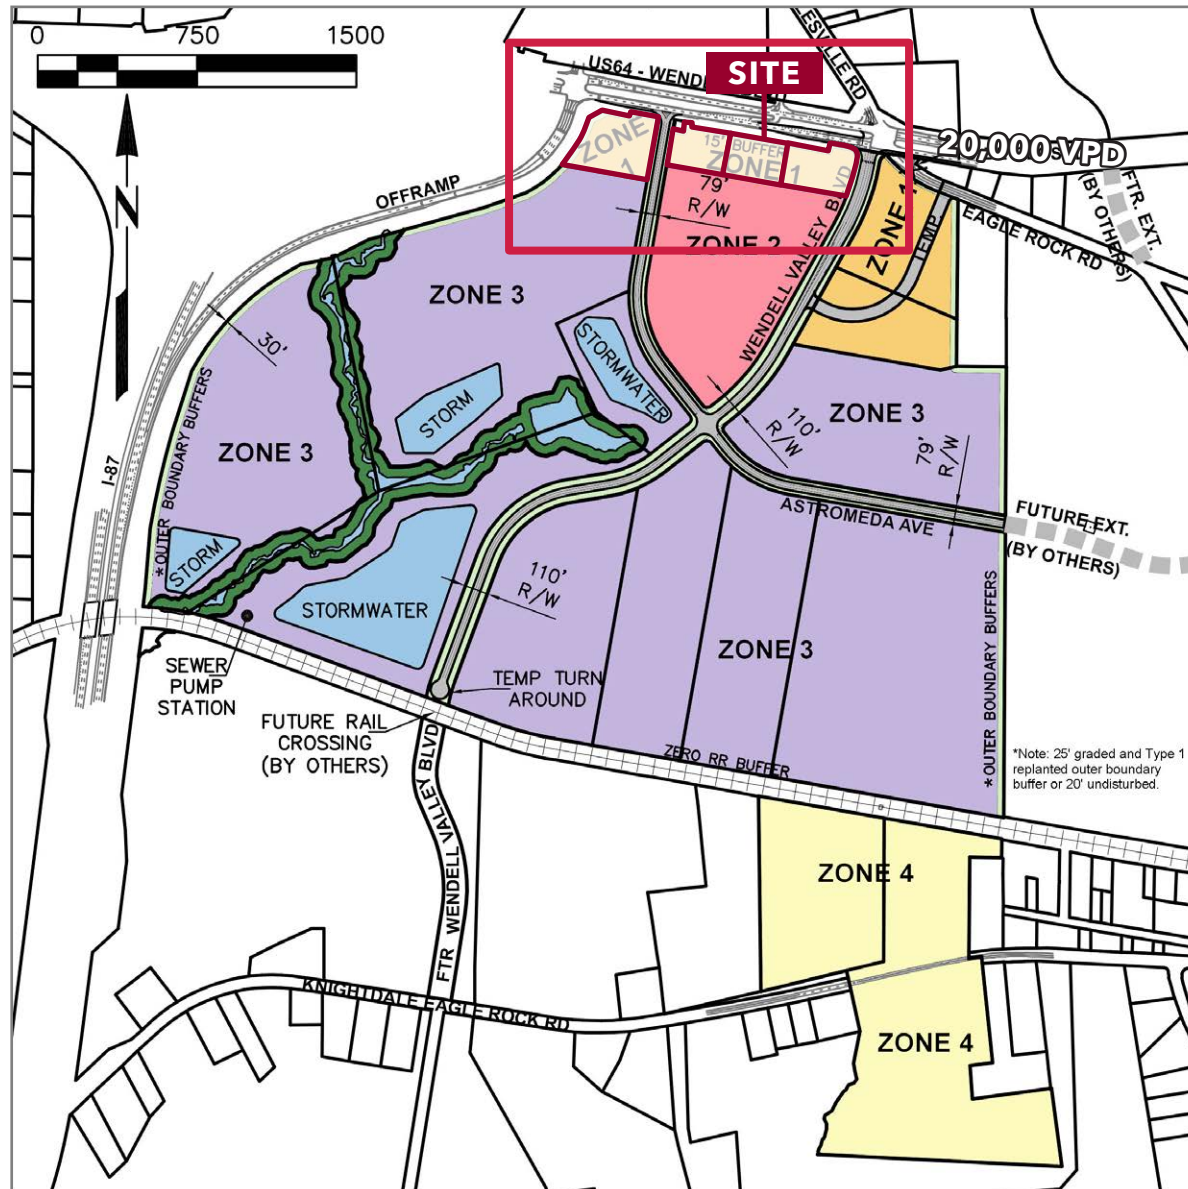 0 750 1500
N
US64 - WENDE
SITE
ESVILLE RD
20,000 VPD
FTR. EXT.
(BY OTHERS)
EAGLE ROCK RD
ZONE
1
15' BUFFER
ZONE 1
79'
R/W
ZONE 2
WENDELL VALLEY B
VD
ZONE 1
TEMP.
OFFRAMP
30'
ZONE 3
STORMWATER
STORM
ZONE 3
*OUTER BOUNDARY BUFFERS
I-87
110'
R/W
ZONE 3
79'
R/W
ASTROMEDA AVE
FUTURE EXT.
(BY OTHERS)
STORM
STORMWATER
110'
R/W
ZONE 3
*OUTER BOUNDARY BUFFERS
SEWER
PUMP
STATION
TEMP TURN
AROUND
FUTURE RAIL
CROSSING
(BY OTHERS)
ZERO RR BUFFER
*Note: 25' graded and Type 1
replanted outer boundary
buffer or 20' undisturbed.
FTR WENDELL VALLEY BLVD
ZONE 4
KNIGHTDALE EAGLE ROCK RD
ZONE 4